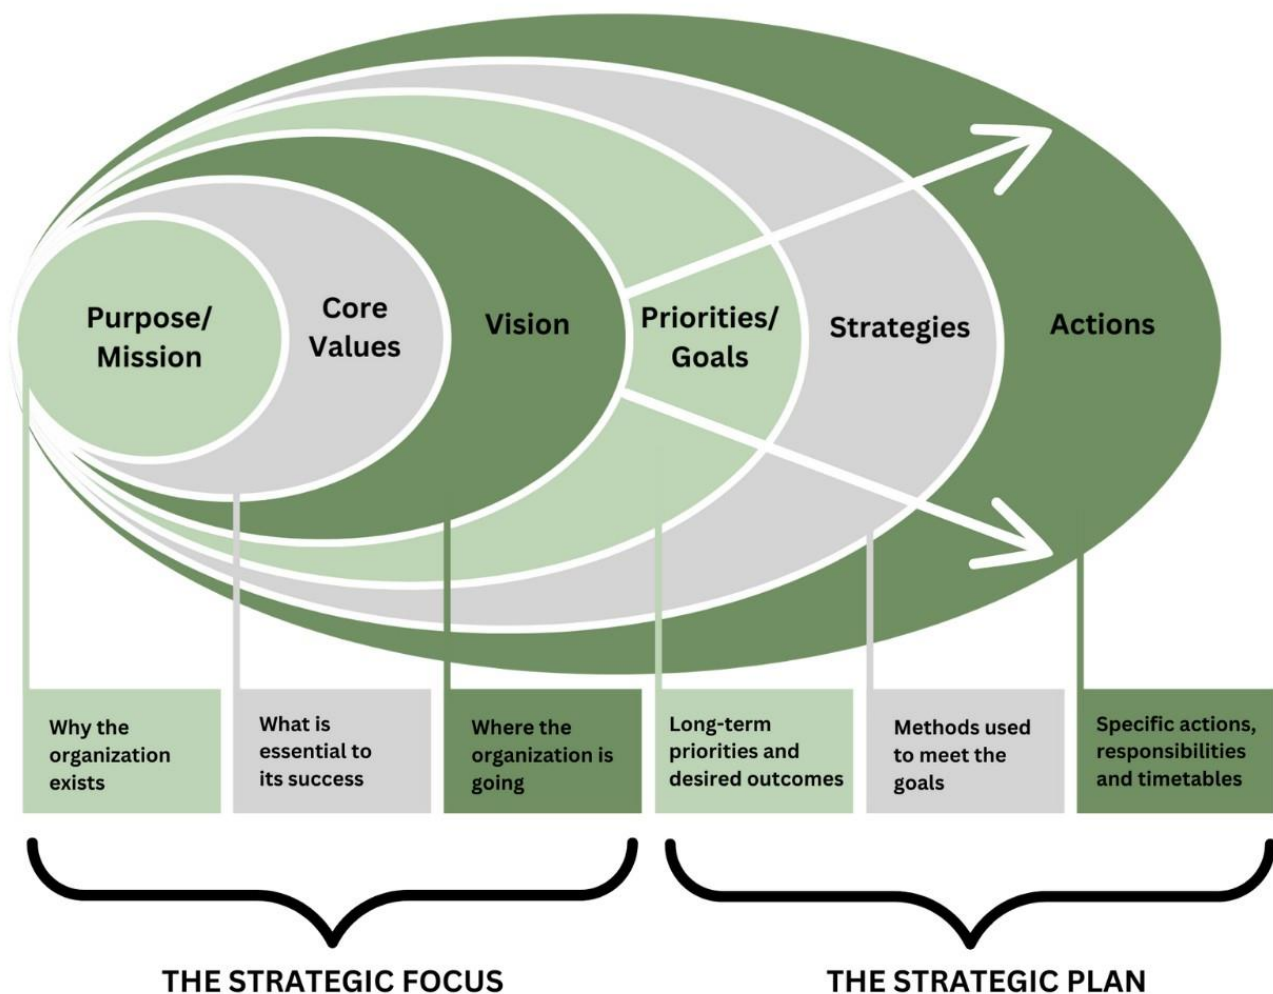 Purpose/
Mission
Core
Values
Vision
Priorities/
Goals
Strategies
Actions
Why the
organization
exists
What is
essential to
its success
Where the
organization is
going
Long-term
priorities and
desired outcomes
Methods used
to meet the
goals
Specific actions,
responsibilities
and timetables
THE STRATEGIC FOCUS
THE STRATEGIC PLAN